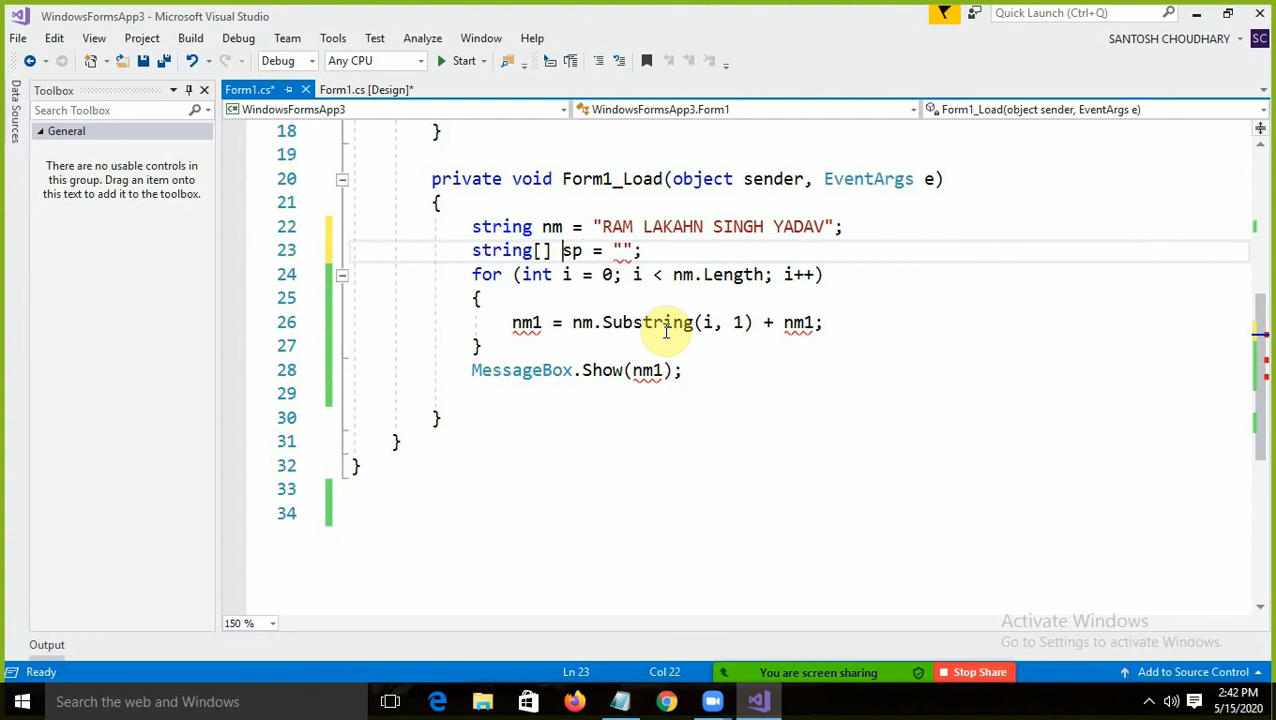 WindowsFormsApp3 - Microsoft Visual Studio
Quick Launch (Ctrl+Q)
File Edit View Project Build Debug Team Tools Test Analyze Window Help
SANTOSH CHOUDHARY SC
Debug Any CPU Start
Data Sources
Toolbox
Form1.cs*
Form1.cs [Design]*
Search Toolbox
WindowsFormsApp3
WindowsFormsApp3.Form1
Form1_Load(object sender, EventArgs e)
General
There are no usable controls in
this group. Drag an item onto
this text to add it to the toolbox.
18 }
19
20 private void Form1_Load(object sender, EventArgs e)
21 {
22 string nm = "RAM LAKAHN SINGH YADAV";
23 string[] sp = "";
24 for (int i = 0; i < nm.Length; i++)
25 {
26 nm1 = nm.Substring(i, 1) + nm1;
27 }
28 MessageBox.Show(nm1);
29
30 }
31 }
32 }
33
34
150 %
Activate Windows
Go to Settings to activate Windows.
Output
Ready
Ln 23
Col 22
You are screen sharing
Stop Share
Add to Source Control
Search the web and Windows
2:42 PM
5/15/2020